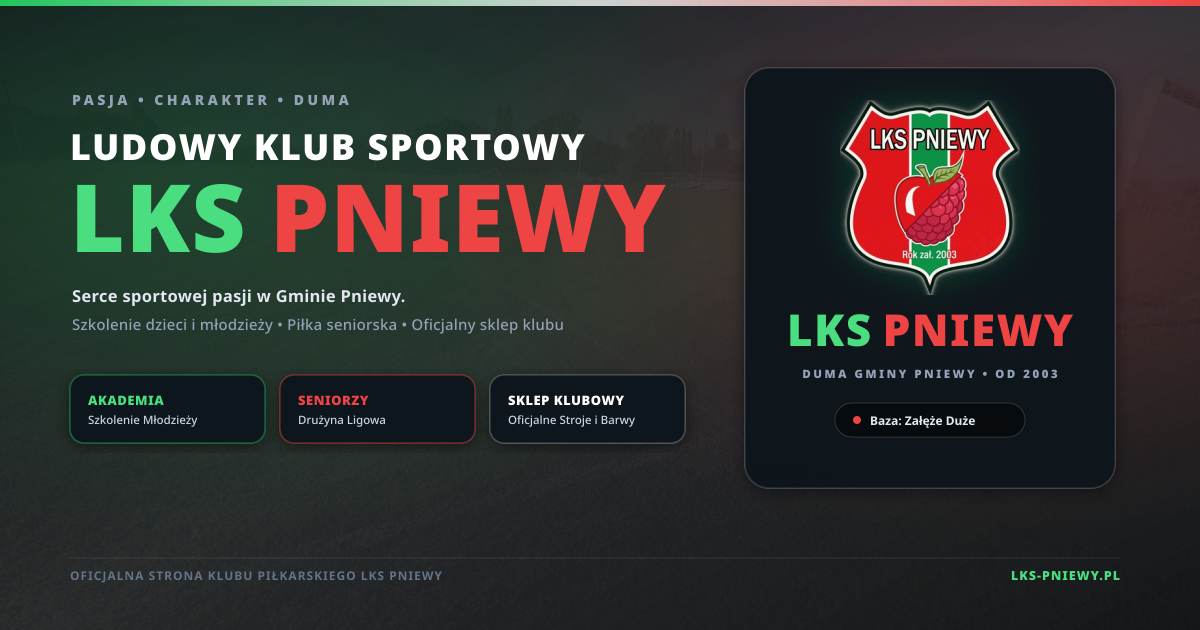 PASJA • CHARAKTER • DUMA
LUDOWY KLUB SPORTOWY
LKS PNIEWY
Serce sportowej pasji w Gminie Pniewy.
Szkolenie dzieci i młodzieży • Piłka seniorska • Oficjalny sklep klubu
AKADEMIA
Szkolenie Młodzieży
SENIORZY
Drużyna Ligowa
SKLEP KLUBOWY
Oficjalne Stroje i Barwy
LKS PNIEWY
Rok zał. 2003
LKS PNIEWY
DUMA GMINY PNIEWY • OD 2003
Baza: Załęże Duże
OFICJALNA STRONA KLUBU PIŁKARSKIEGO LKS PNIEWY
LKS-PNIEWY.PL